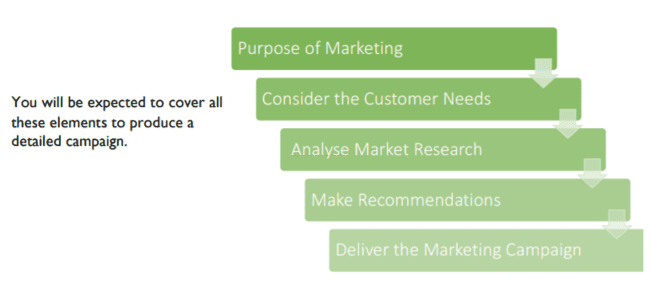 Purpose of Marketing
Consider the Customer Needs
You will be expected to cover all
these elements to produce a
detailed campaign.
Analyse Market Research
Make Recommendations
Deliver the Marketing Campaign